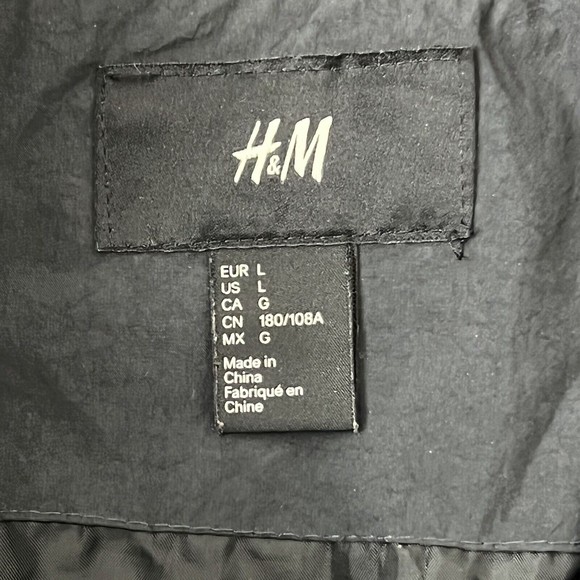 H&M
EUR L
US L
CA G
CN 180/108A
MX G
Made in
China
Fabriqué en
Chine